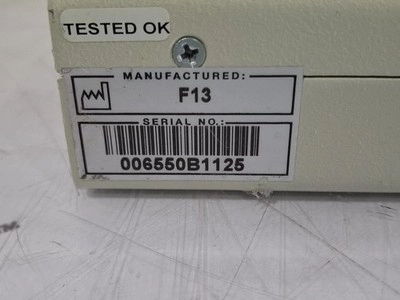 TESTED OK
MANUFACTURED:
F13
SERIAL NO.:
006550B1125